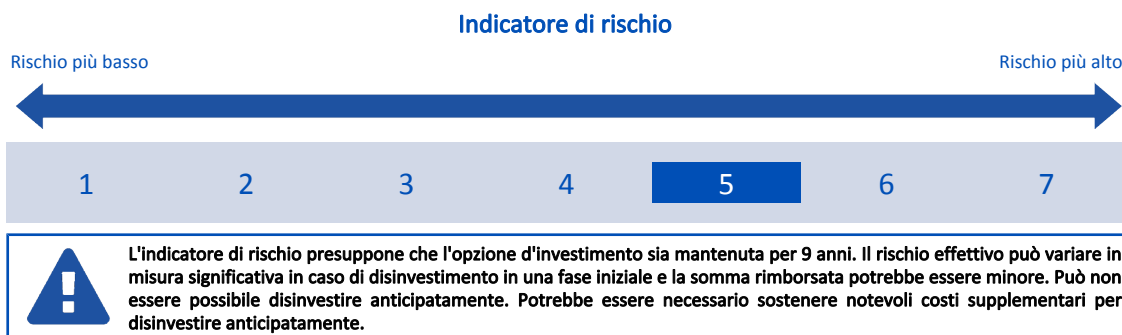 Indicatore di rischio
Rischio più basso
Rischio più alto
1 2 3 4 5 6 7
L'indicatore di rischio presuppone che l'opzione d'investimento sia mantenuta per 9 anni. Il rischio effettivo può variare in
misura significativa in caso di disinvestimento in una fase iniziale e la somma rimborsata potrebbe essere minore. Può non
essere possibile disinvestire anticipatamente. Potrebbe essere necessario sostenere notevoli costi supplementari per
disinvestire anticipatamente.